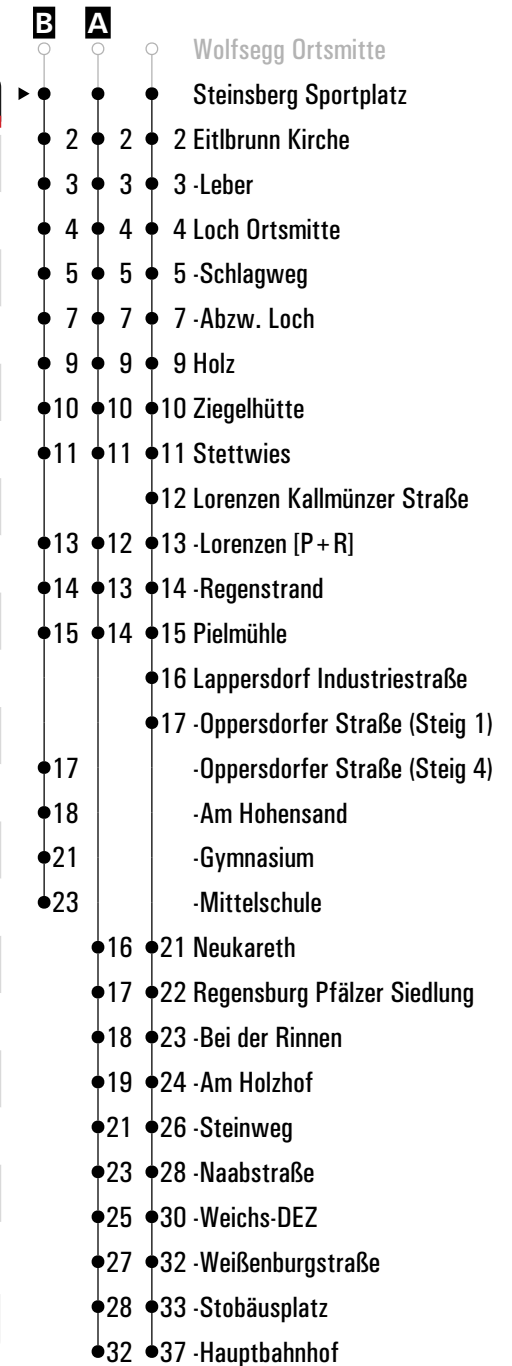 B A
Wolfsegg Ortsmitte
Steinsberg Sportplatz
2 2 2 Eitlbrunn Kirche
3 3 3 -Leber
4 4 4 Loch Ortsmitte
5 5 5 -Schlagweg
7 7 7 -Abzw. Loch
9 9 9 Holz
10 10 10 Ziegelhütte
11 11 11 Stettwies
12 Lorenzen Kallmünzer Straße
13 12 13 -Lorenzen [P+R]
14 13 14 -Regenstrand
15 14 15 Pielmühle
16 Lappersdorf Industriestraße
17 -Oppersdorfer Straße (Steig 1)
17 -Oppersdorfer Straße (Steig 4)
18 -Am Hohensand
21 -Gymnasium
23 -Mittelschule
16 21 Neukareth
17 22 Regensburg Pfälzer Siedlung
18 23 -Bei der Rinnen
19 24 -Am Holzhof
21 26 -Steinweg
23 28 -Naabstraße
25 30 -Weichs-DEZ
27 32 -Weißenburgstraße
28 33 -Stobäusplatz
32 37 -Hauptbahnhof